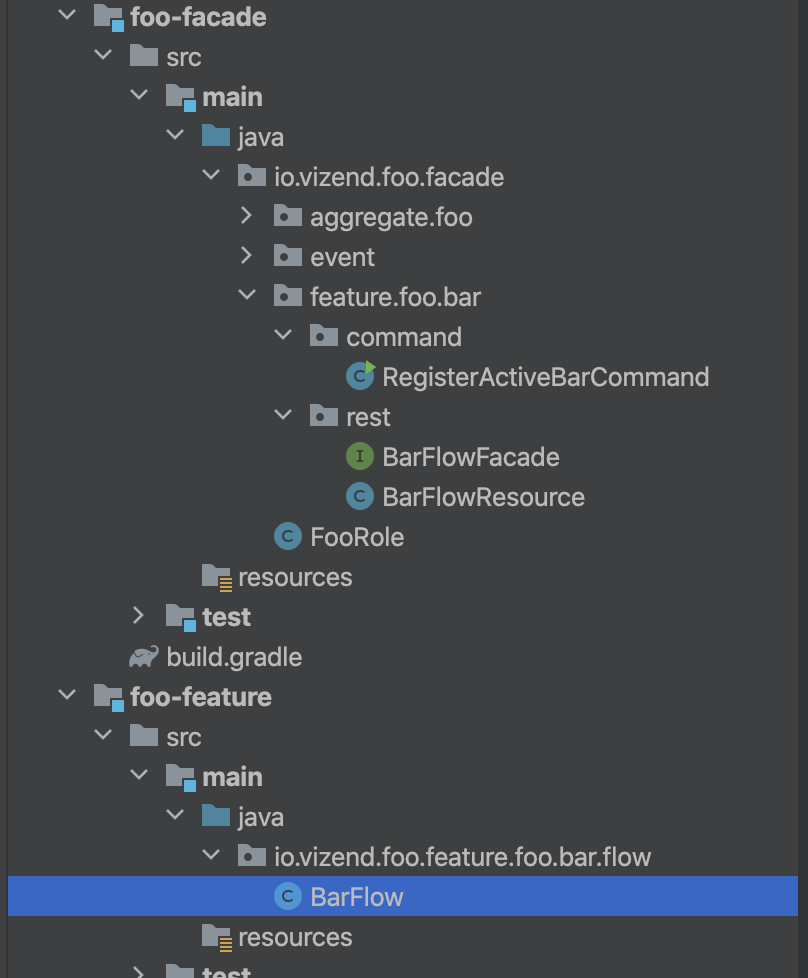 foo-facade
src
main
java
io.vizend.foo.facade
aggregate.foo
event
feature.foo.bar
command
C RegisterActiveBarCommand
rest
I BarFlowFacade
C BarFlowResource
C FooRole
resources
test
build.gradle
foo-feature
src
main
java
io.vizend.foo.feature.foo.bar.flow
C BarFlow
resources
test